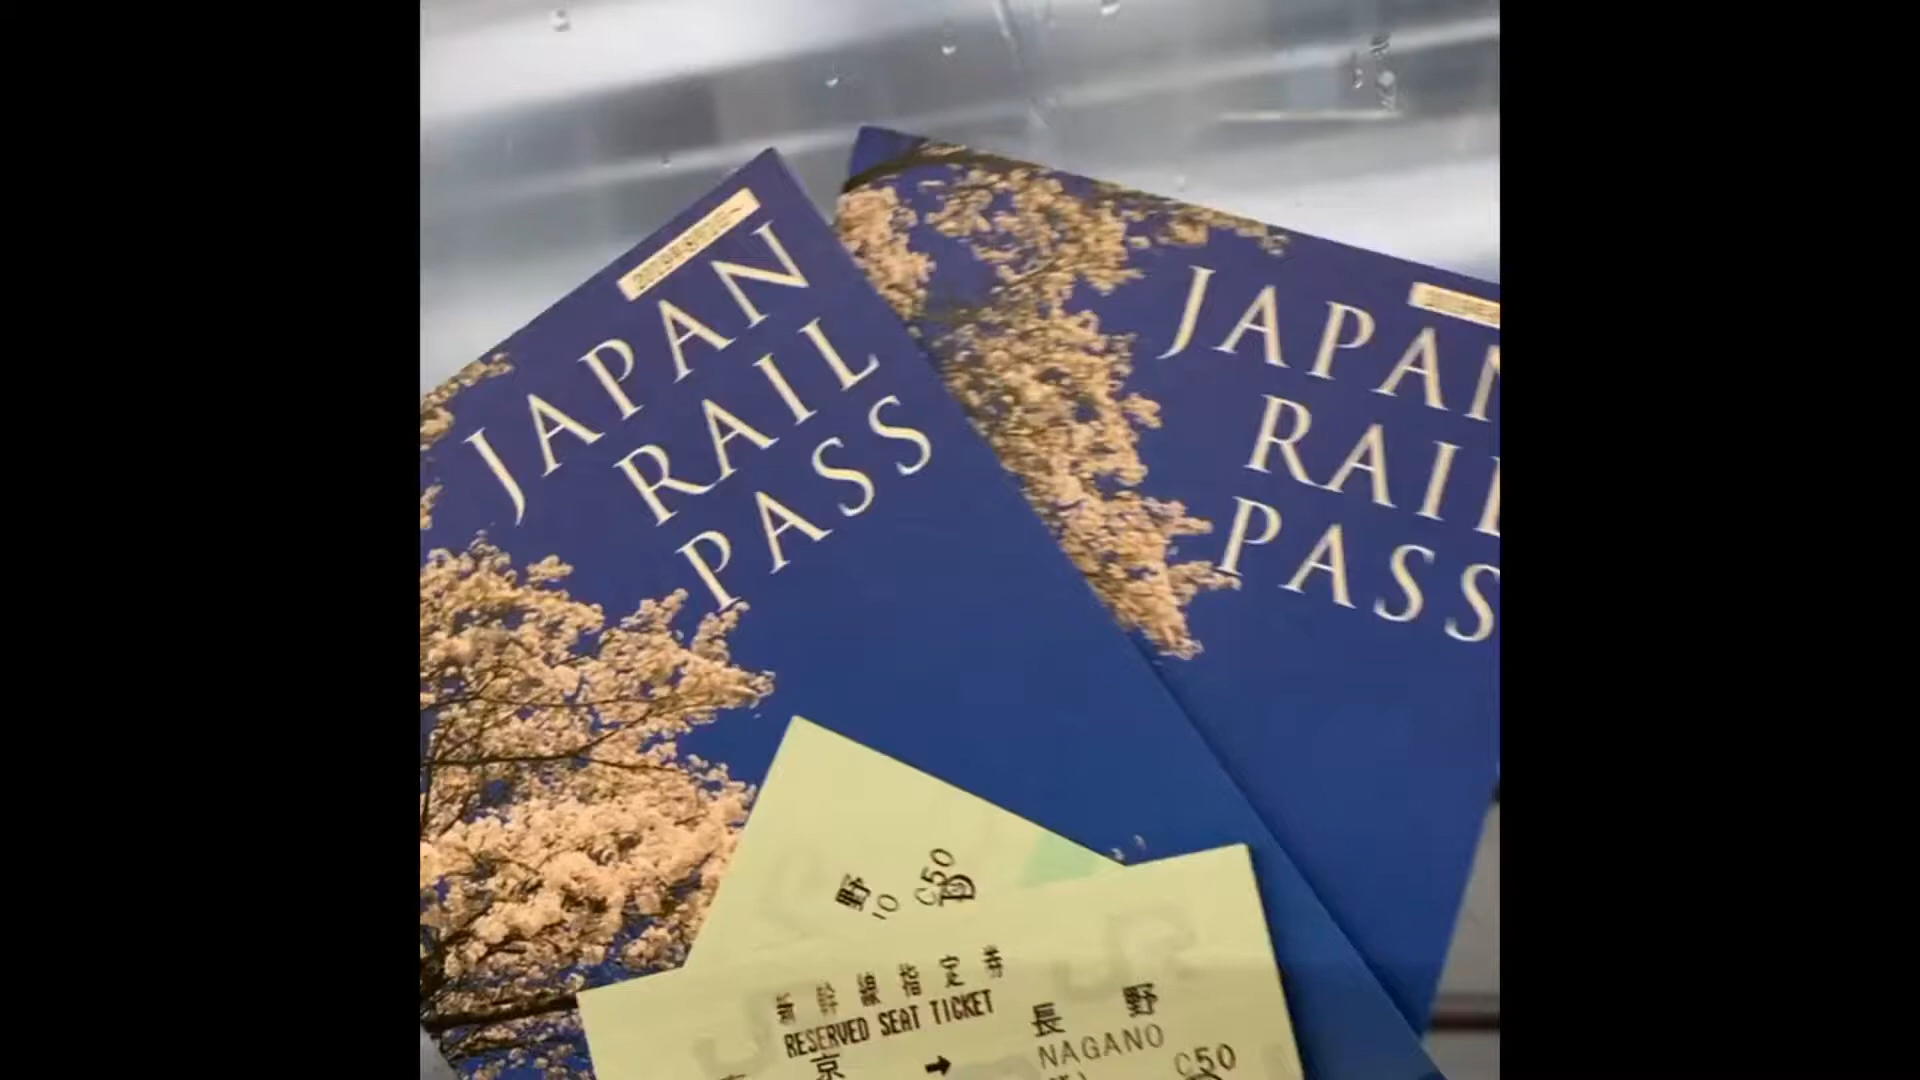 JAPAN
RAIL
PASS
JAPAN
RAIL
PASS
野
10 C50
新幹線指定券
RESERVED SEAT TICKET
京 → 長野
NAGANO
C50